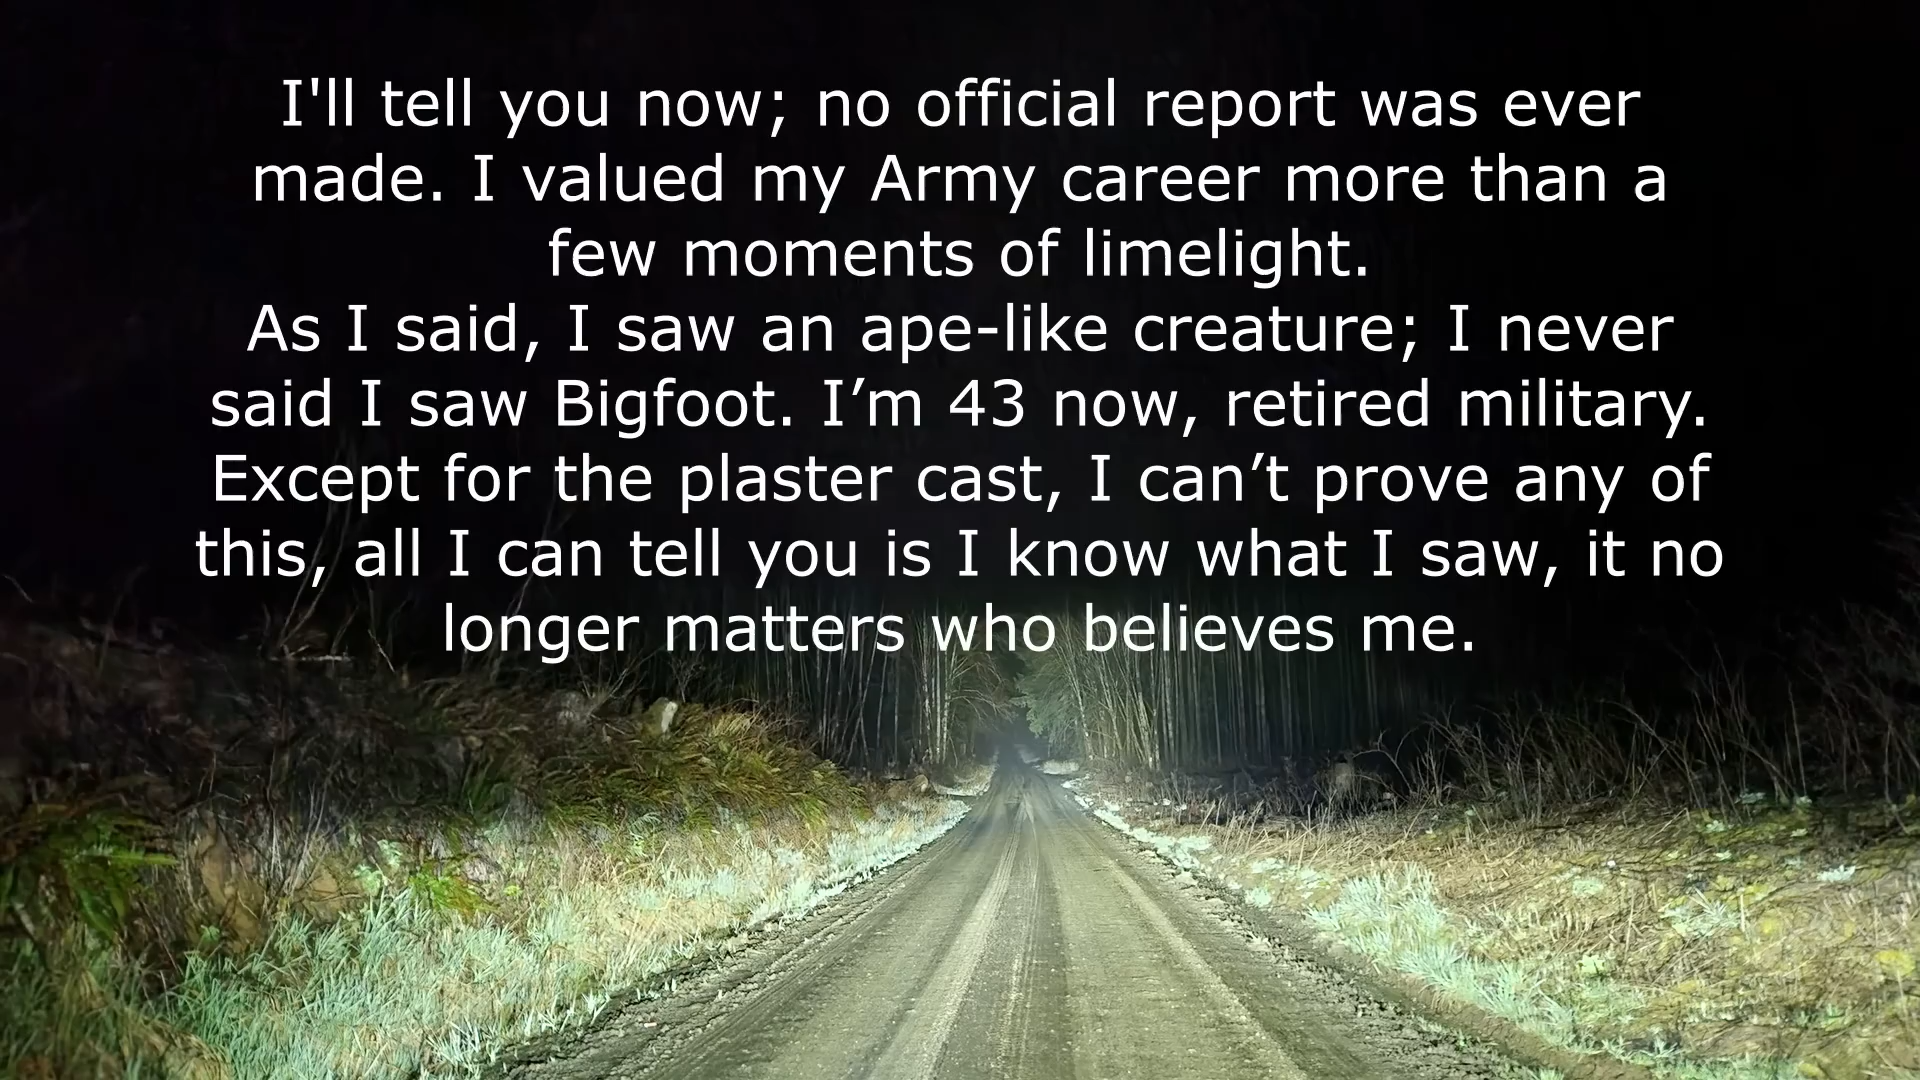 I'll tell you now; no official report was ever
made. I valued my Army career more than a
few moments of limelight.
As I said, I saw an ape-like creature; I never
said I saw Bigfoot. I’m 43 now, retired military.
Except for the plaster cast, I can’t prove any of
this, all I can tell you is I know what I saw, it no
longer matters who believes me.